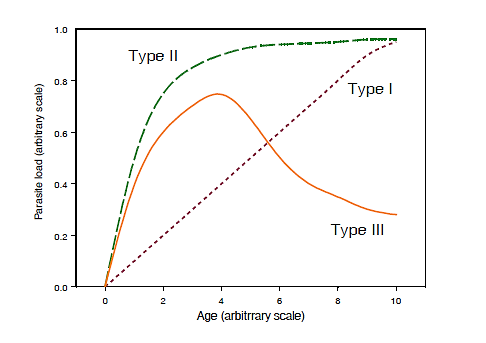 1.0
0.8
0.6
0.4
0.2
0.0
Parasite load (arbitrary scale)
Type II
Type I
Type III
0 2 4 6 8 10
Age (arbitrrary scale)